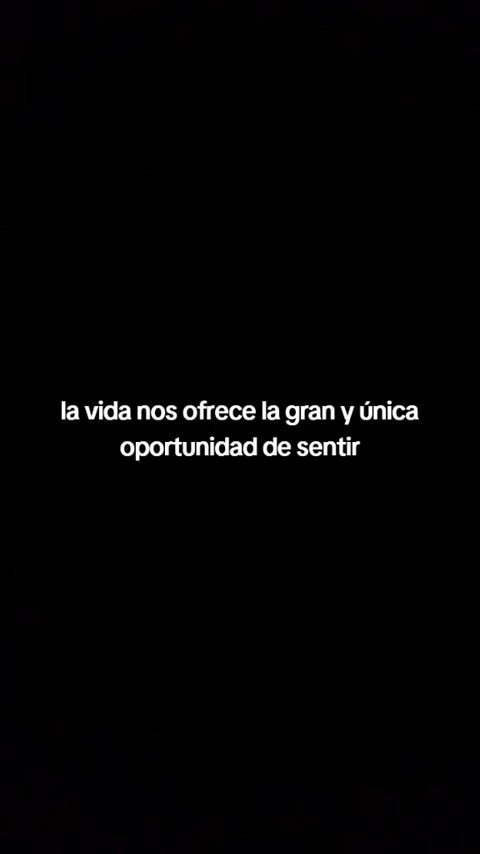 la vida nos ofrece la gran y única
oportunidad de sentir